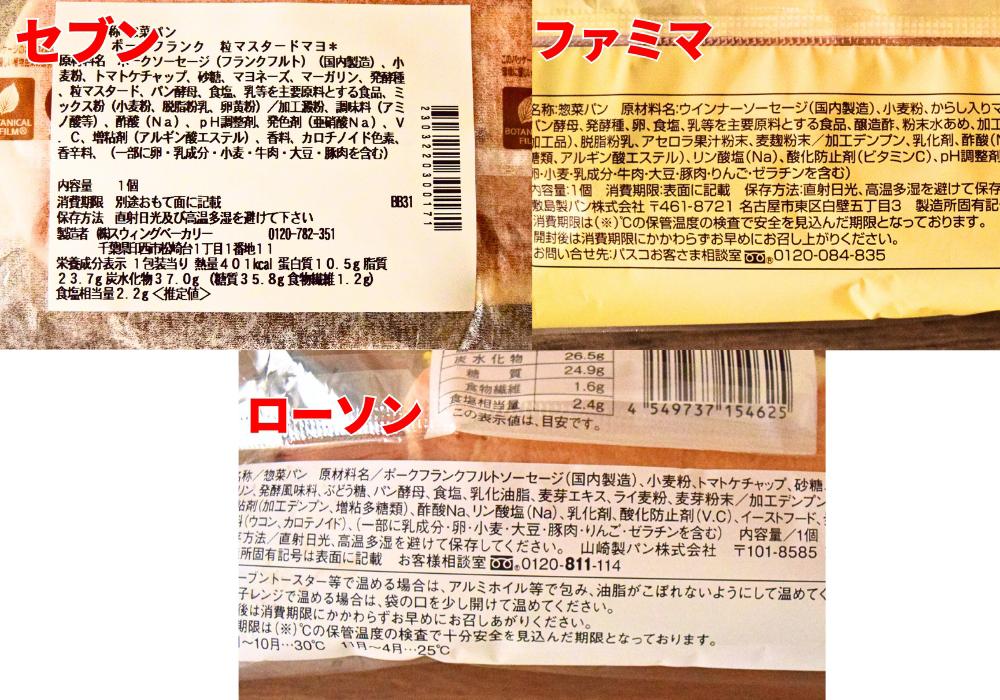 セブン
惣菜パン
ポークフランク 粒マスタードマヨ＊
原材料名 ポークソーセージ（フランクフルト）（国内製造）、小
麦粉、トマトケチャップ、砂糖、マヨネーズ、マーガリン、発酵種
、粒マスタード、パン酵母、食塩、乳等を主要原料とする食品、ミ
ックス粉（小麦粉、脱脂粉乳、卵黄粉）／加工澱粉、調味料（アミ
ノ酸等）、酢酸（Ｎａ）、ｐＨ調整剤、発色剤（亜硝酸Ｎａ）、Ｖ
．Ｃ、増粘剤（アルギン酸エステル）、香料、カロチノイド色素、
香辛料、（一部に卵・乳成分・小麦・牛肉・大豆・豚肉を含む）
内容量 １個
消費期限 別途おもて面に記載 BB31
保存方法 直射日光及び高温多湿を避けて下さい
製造者 ㈱スウィングベーカリー 0120-782-351
千葉県印西市松崎台１丁目１番地１１
栄養成分表示 １包装当り 熱量４０１kcal 蛋白質１０.５g 脂質
２３.７g 炭水化物３７.０g （糖質３５.８g 食物繊維１.２g）
食塩相当量２.２g＜推定値＞
2303220300171
BOTANICAL
FILM
ファミマ
名称:惣菜パン 原材料名:ウインナーソーセージ(国内製造)、小麦粉、からし入りマ
パン酵母、発酵種、卵、食塩、乳等を主要原料とする食品、醸造酢、粉末水あめ、加工
加工品)、脱脂粉乳、アセロラ果汁粉末、麦麹粉末／加工デンプン、乳化剤、酢酸(N
糖類、アルギン酸エステル)、リン酸塩(Na)、酸化防止剤(ビタミンC)、pH調整剤
卵・小麦・乳成分・牛肉・大豆・豚肉・りんご・ゼラチンを含む)
内容量:1個 消費期限:表面に記載 保存方法:直射日光、高温多湿を避けて保存
敷島製パン株式会社 〒461-8721 名古屋市東区白壁五丁目3 製造所固有記
消費期限は(※)℃の保管温度の検査で安全を見込んだ期限となっております。
開封後は消費期限にかかわらずお早めにお召し上がりください。
お問い合せ先:パスコお客さま相談室 0120-084-835
ローソン
炭水化物 26.5g
糖質 24.9g
食物繊維 1.6g
食塩相当量 2.4g
この表示値は、目安です。
4 549737 154625
称／惣菜パン 原材料名／ポークフランクフルトソーセージ(国内製造)、小麦粉、トマトケチャップ、砂糖
リン、発酵風味料、ぶどう糖、パン酵母、食塩、乳化油脂、麦芽エキス、ライ麦粉、麦芽粉末／加工デンプン
粘剤(加工デンプン、増粘多糖類)、酢酸Na、リン酸塩(Na)、乳化剤、酸化防止剤(V.C)、イーストフード、
料(ウコン、カロテノイド)、(一部に乳成分・卵・小麦・大豆・豚肉・りんご・ゼラチンを含む) 内容量／1個
存方法／直射日光、高温多湿を避けて保存してください。 山崎製パン株式会社 〒101-8585
所固有記号は表面に記載 お客様相談室 0120-811-114
ーブントースター等で温める場合は、アルミホイル等で包み、油脂がこぼれないようにして温めてく
子レンジで温める場合は、袋の口を少し開けて温めてください。
後は消費期限にかかわらずお早めにお召しあがりください。
期限は(※)℃の保管温度の検査で十分安全を見込んだ期限となっております。
月～10月…30℃ 11月～4月…25℃